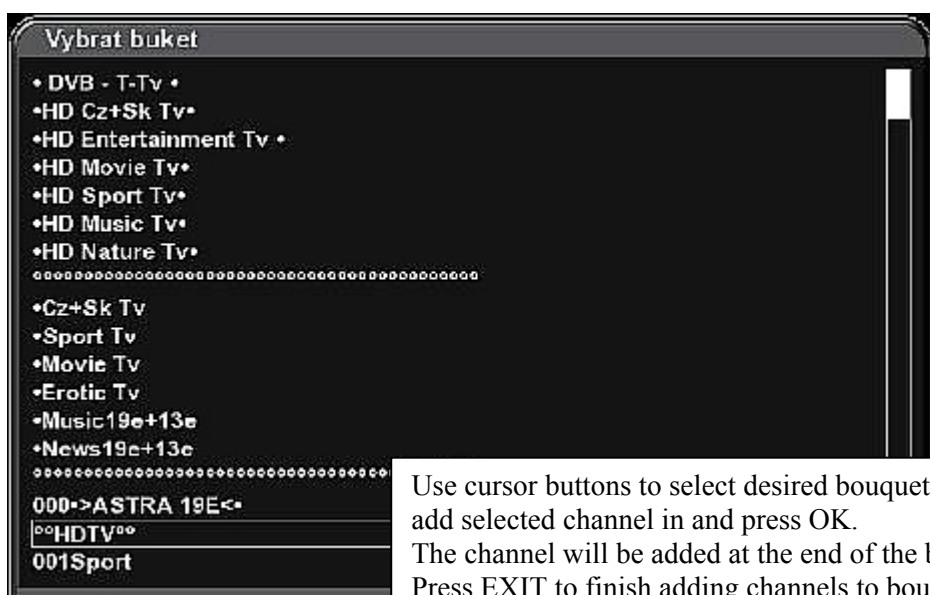 Vybrat buket
• DVB - T-Tv •
•HD Cz+Sk Tv•
•HD Entertainment Tv •
•HD Movie Tv•
•HD Sport Tv•
•HD Music Tv•
•HD Nature Tv•
•Cz+Sk Tv
•Sport Tv
•Movie Tv
•Erotic Tv
•Music19e+13e
•News19e+13e
000•>ASTRA 19E<•
°°HDTV°°
001Sport
Use cursor buttons to select desired bouquet
add selected channel in and press OK.
The channel will be added at the end of the
Press EXIT to finish adding channels to